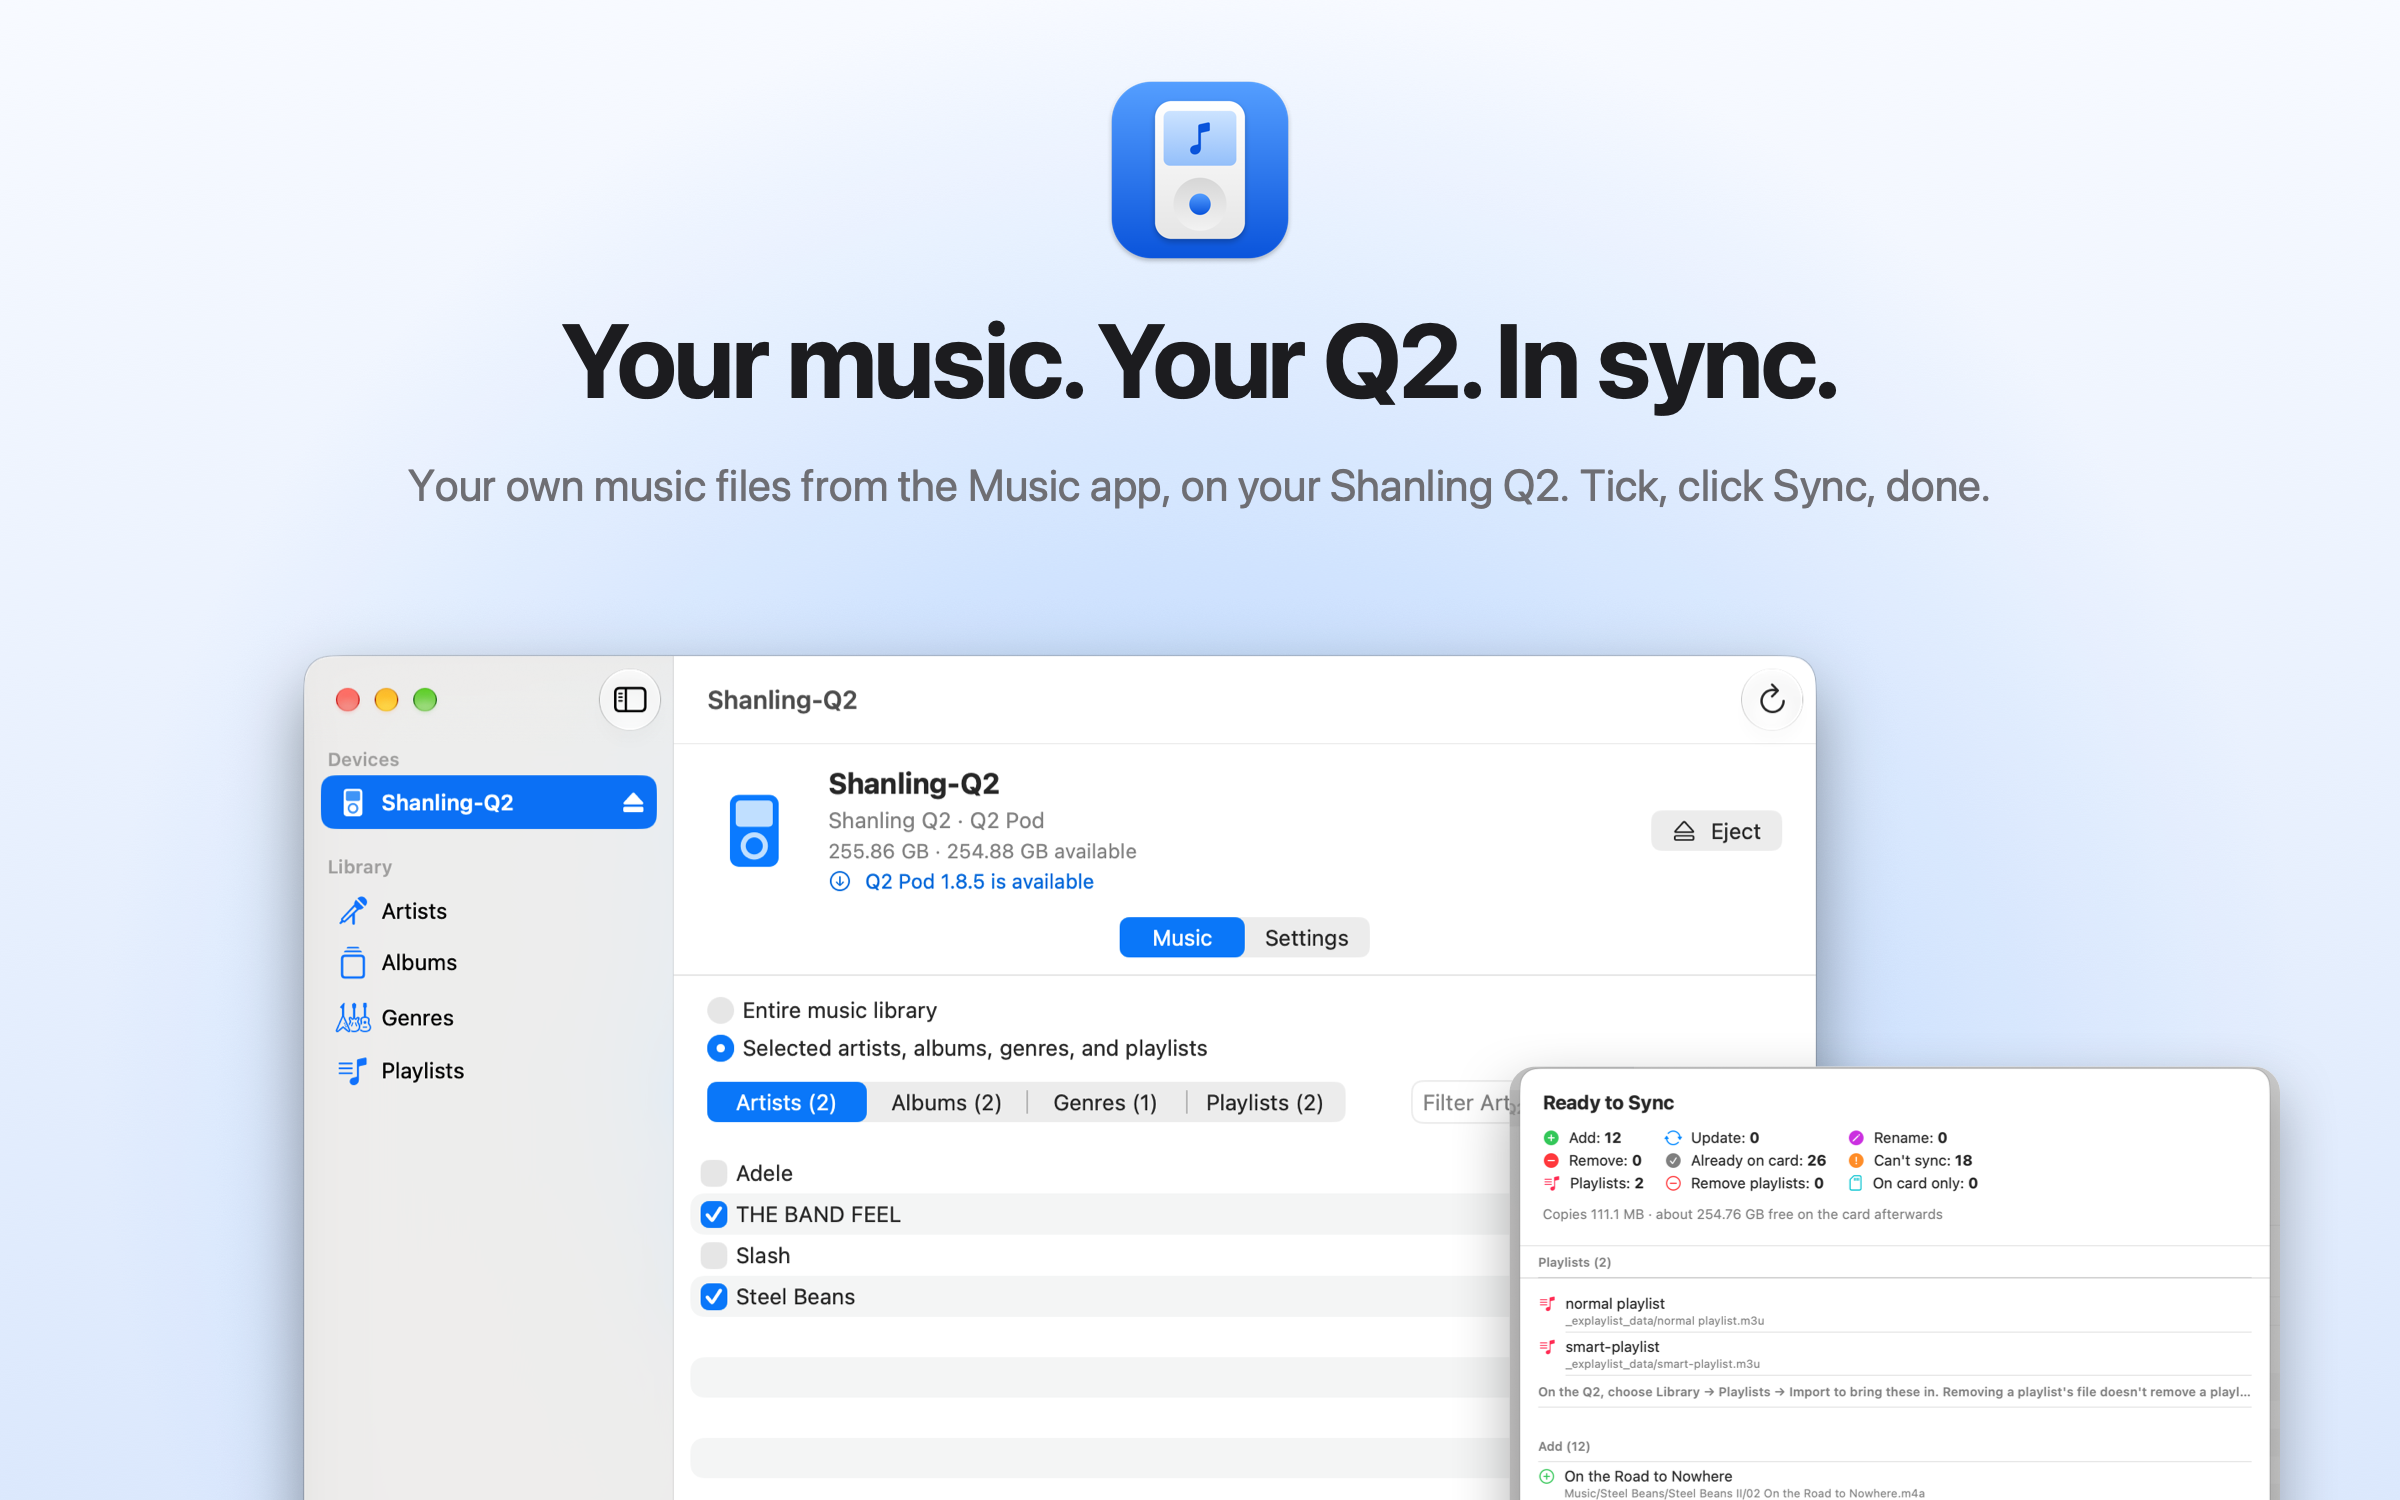 Your music. Your Q2. In sync.
Your own music files from the Music app, on your Shanling Q2. Tick, click Sync, done.
Shanling-Q2
Devices
Shanling-Q2
Library
Artists
Albums
Genres
Playlists
Shanling-Q2
Shanling Q2 · Q2 Pod
255.86 GB · 254.88 GB available
Q2 Pod 1.8.5 is available
Eject
Music Settings
Entire music library
Selected artists, albums, genres, and playlists
Artists (2) Albums (2) Genres (1) Playlists (2)
Filter Art
Adele
THE BAND FEEL
Slash
Steel Beans
Ready to Sync
Add: 12 Update: 0 Rename: 0
Remove: 0 Already on card: 26 Can't sync: 18
Playlists: 2 Remove playlists: 0 On card only: 0
Copies 111.1 MB · about 254.76 GB free on the card afterwards
Playlists (2)
normal playlist
_explaylist_data/normal playlist.m3u
smart-playlist
_explaylist_data/smart-playlist.m3u
On the Q2, choose Library → Playlists → Import to bring these in. Removing a playlist's file doesn't remove a playl...
Add (12)
On the Road to Nowhere
Music/Steel Beans/Steel Beans II/02 On the Road to Nowhere.m4a